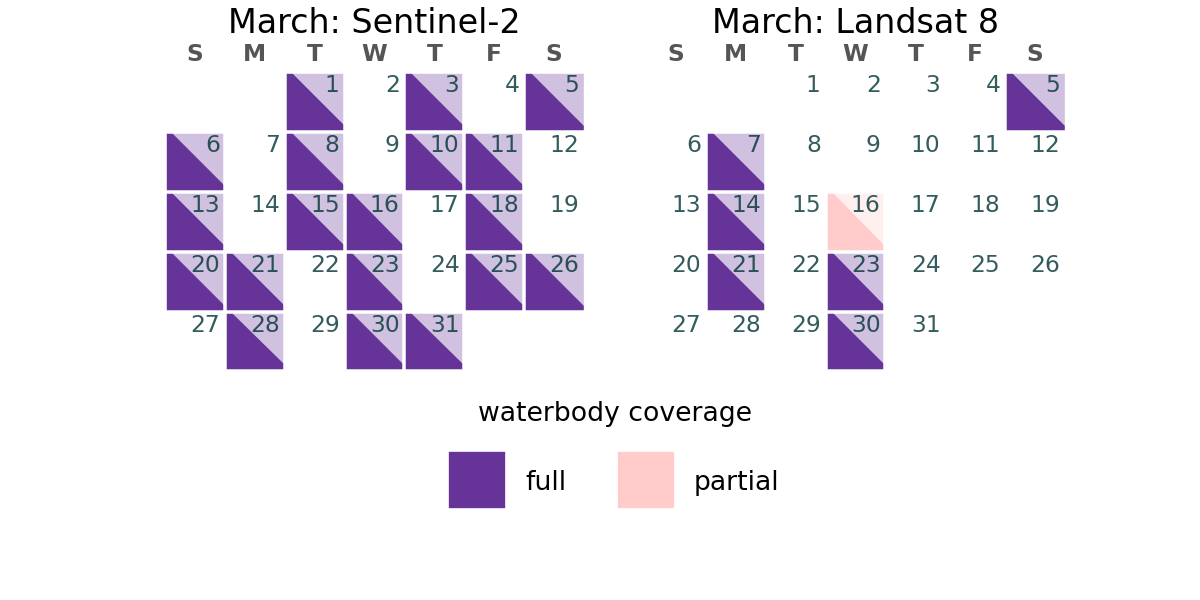 March: Sentinel-2
S M T W T F S
1 2 3 4 5
6 7 8 9 10 11 12
13 14 15 16 17 18 19
20 21 22 23 24 25 26
27 28 29 30 31
March: Landsat 8
S M T W T F S
1 2 3 4 5
6 7 8 9 10 11 12
13 14 15 16 17 18 19
20 21 22 23 24 25 26
27 28 29 30 31
waterbody coverage
full partial